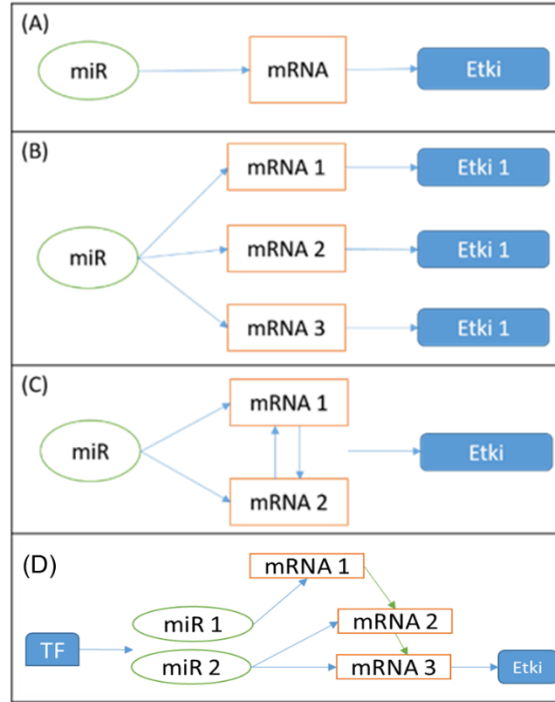 (A)
miR
mRNA
Etki
(B)
miR
mRNA 1
Etki 1
mRNA 2
Etki 1
mRNA 3
Etki 1
(C)
miR
mRNA 1
mRNA 2
Etki
(D)
TF
miR 1
miR 2
mRNA 1
mRNA 2
mRNA 3
Etki